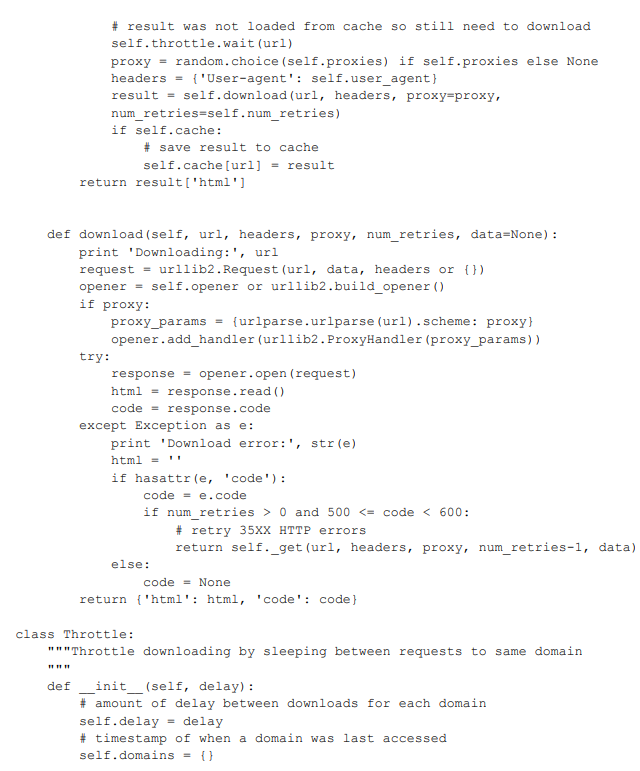 # result was not loaded from cache so still need to download
            self.throttle.wait(url)
            proxy = random.choice(self.proxies) if self.proxies else None
            headers = {'User-agent': self.user_agent}
            result = self.download(url, headers, proxy=proxy,
            num_retries=self.num_retries)
            if self.cache:
                # save result to cache
                self.cache[url] = result
        return result['html']

    def download(self, url, headers, proxy, num_retries, data=None):
        print 'Downloading:', url
        request = urllib2.Request(url, data, headers or {})
        opener = self.opener or urllib2.build_opener()
        if proxy:
            proxy_params = {urlparse.urlparse(url).scheme: proxy}
            opener.add_handler(urllib2.ProxyHandler(proxy_params))
        try:
            response = opener.open(request)
            html = response.read()
            code = response.code
        except Exception as e:
            print 'Download error:', str(e)
            html = ''
            if hasattr(e, 'code'):
                code = e.code
                if num_retries > 0 and 500 <= code < 600:
                    # retry 35XX HTTP errors
                    return self._get(url, headers, proxy, num_retries-1, data)
            else:
                code = None
        return {'html': html, 'code': code}

class Throttle:
    """Throttle downloading by sleeping between requests to same domain
    """
    def __init__(self, delay):
        # amount of delay between downloads for each domain
        self.delay = delay
        # timestamp of when a domain was last accessed
        self.domains = {}